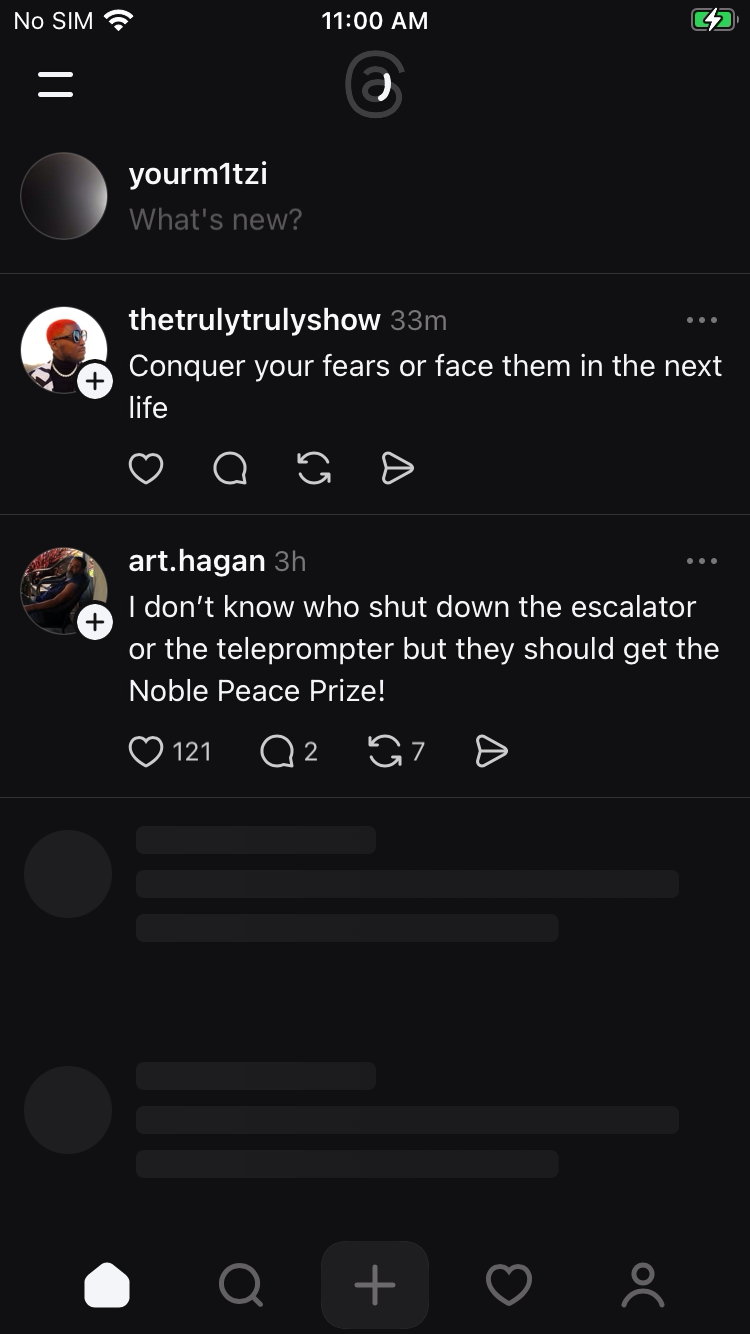 No SIM 11:00 AM
yourm1tzi
What's new?
thetrulytrulyshow 33m
Conquer your fears or face them in the next
life
art.hagan 3h
I don’t know who shut down the escalator
or the teleprompter but they should get the
Noble Peace Prize!
121 2 7